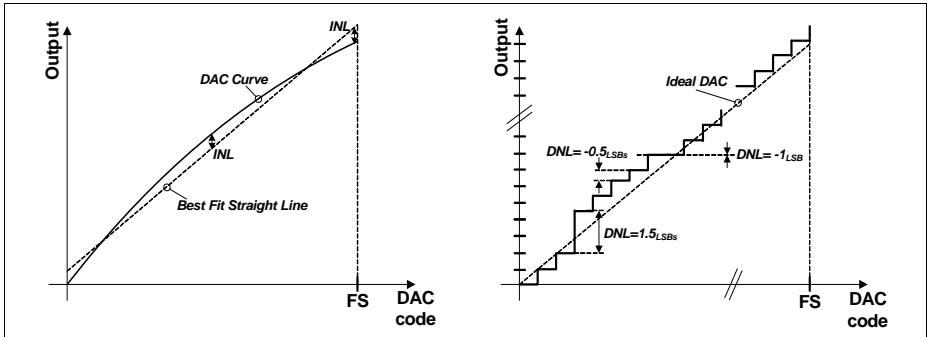 Output
INL
DAC Curve
INL
Best Fit Straight Line
FS
DAC
code
Output
Ideal DAC
DNL= -0.5LSBs
DNL= -1LSB
DNL=1.5LSBs
FS
DAC
code